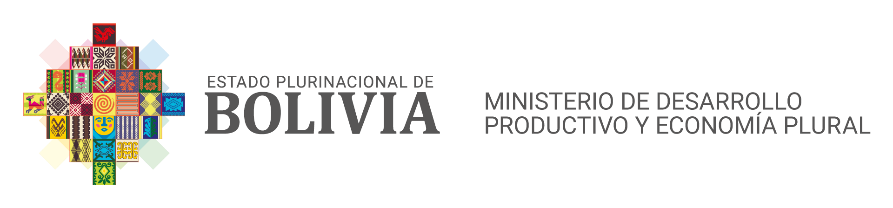 ESTADO PLURINACIONAL DE
BOLIVIA
MINISTERIO DE DESARROLLO
PRODUCTIVO Y ECONOMÍA PLURAL